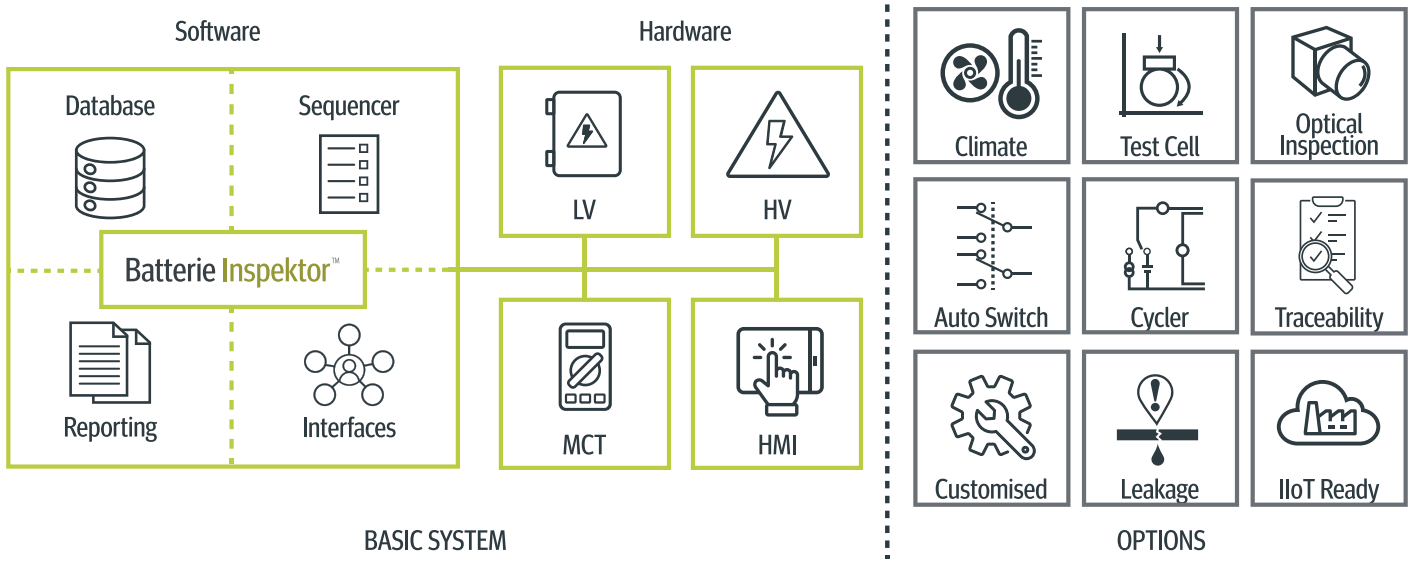 Software
Hardware
Database
Sequencer
Batterie Inspektor™
Reporting
Interfaces
LV
HV
MCT
HMI
BASIC SYSTEM
Climate
Test Cell
Optical
Inspection
Auto Switch
Cycler
Traceability
Customised
Leakage
IIoT Ready
OPTIONS